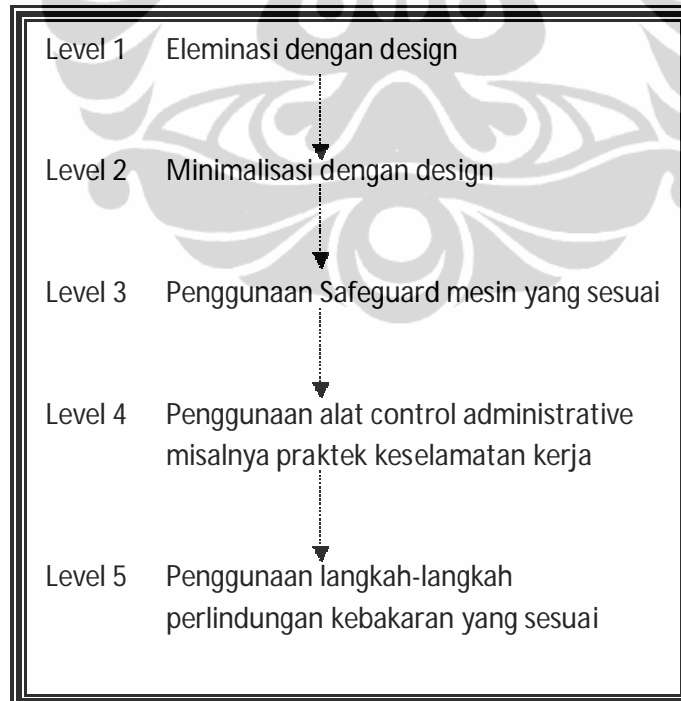 Level 1 Eleminasi dengan design
Level 2 Minimalisasi dengan design
Level 3 Penggunaan Safeguard mesin yang sesuai
Level 4 Penggunaan alat control administrative
misalnya praktek keselamatan kerja
Level 5 Penggunaan langkah-langkah
perlindungan kebakaran yang sesuai